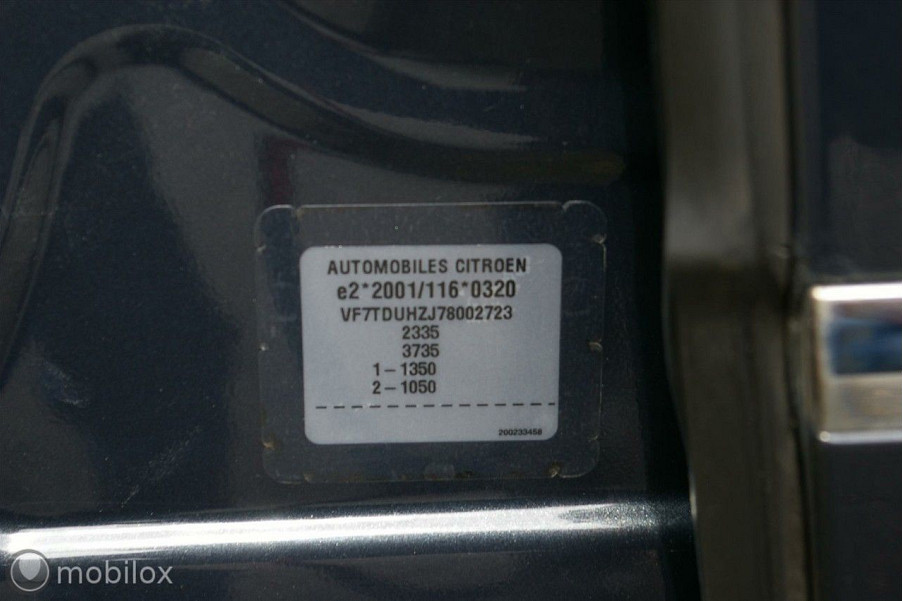 AUTOMOBILES CITROEN
e2*2001/116*0320
VF7TDUHZJ78002723
2335
3735
1-1350
2-1050
200233458
mobilox